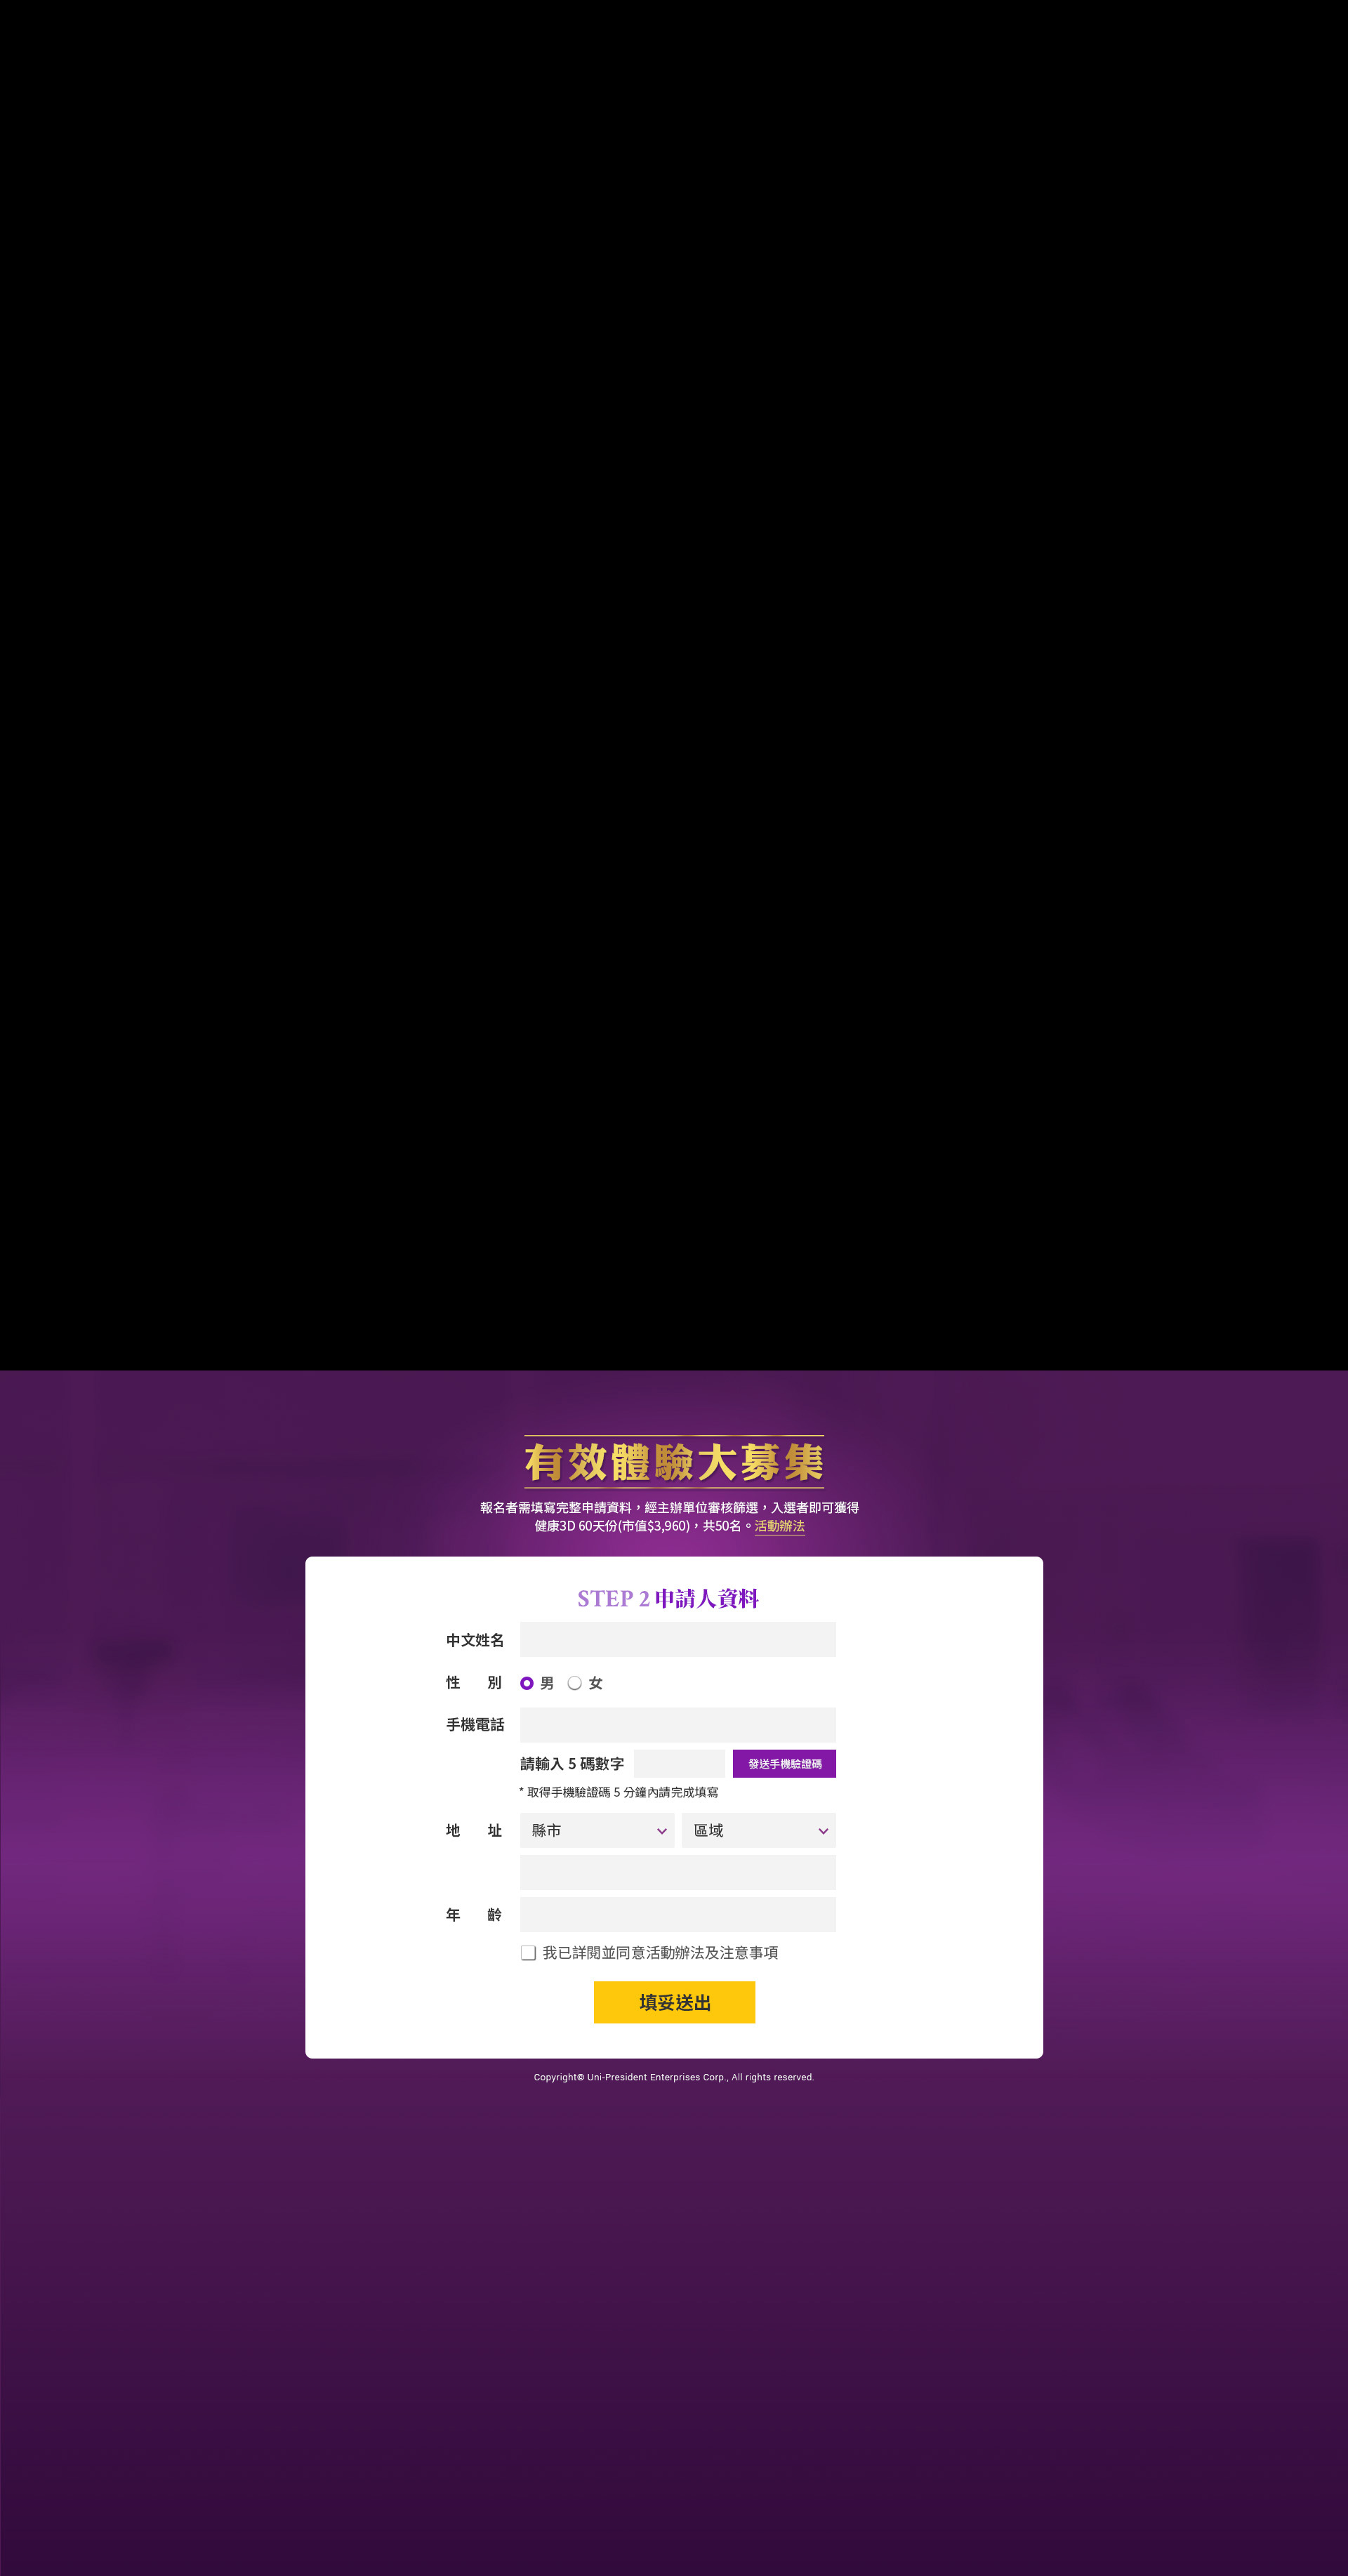 有效體驗大募集
報名者需填寫完整申請資料，經主辦單位審核篩選，入選者即可獲得
健康3D 60天份(市值$3,960)，共50名。活動辦法
STEP 2 申請人資料
中文姓名
性 別 男 女
手機電話
請輸入 5 碼數字 發送手機驗證碼
* 取得手機驗證碼 5 分鐘內請完成填寫
地 址 縣市 區域
年 齡
我已詳閱並同意活動辦法及注意事項
填妥送出
Copyright© Uni-President Enterprises Corp., All rights reserved.